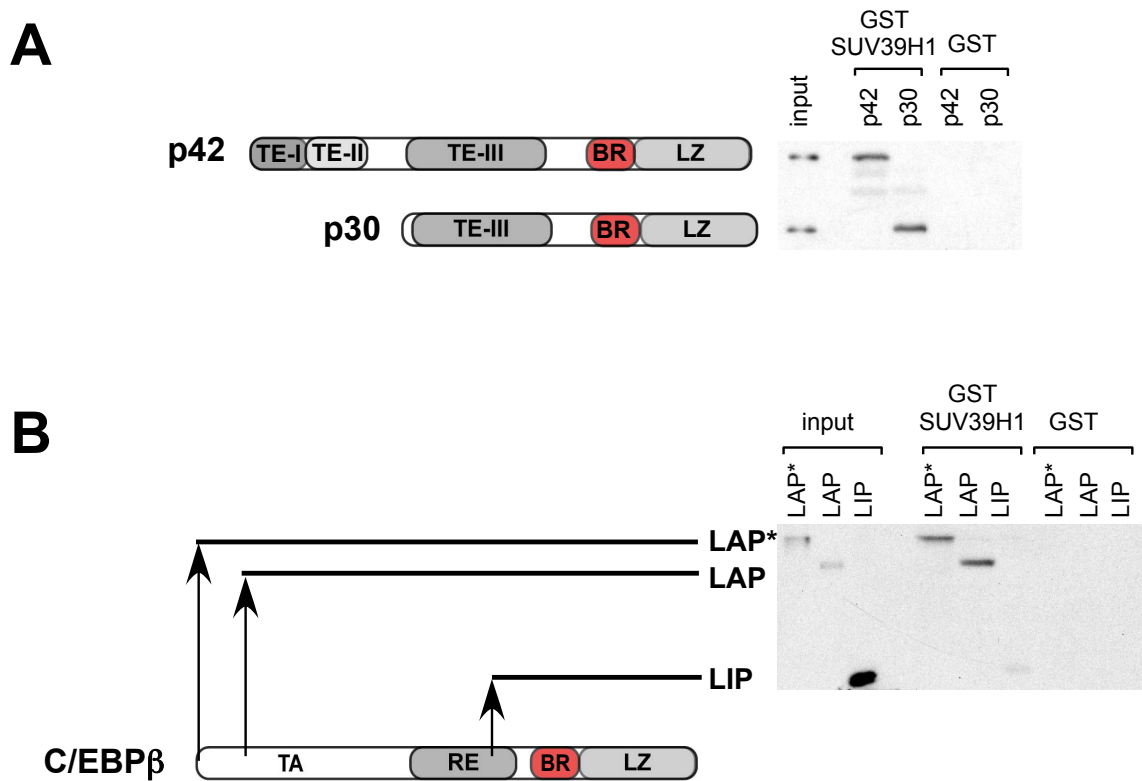 A
GST
SUV39H1
GST
input
p42
p30
p42
p30
p42
TE-I
TE-II
TE-III
BR
LZ
p30
TE-III
BR
LZ
B
input
GST
SUV39H1
GST
LAP*
LAP
LIP
LAP*
LAP
LIP
LAP*
LAP
LIP
LAP*
LAP
LIP
C/EBPβ
TA
RE
BR
LZ